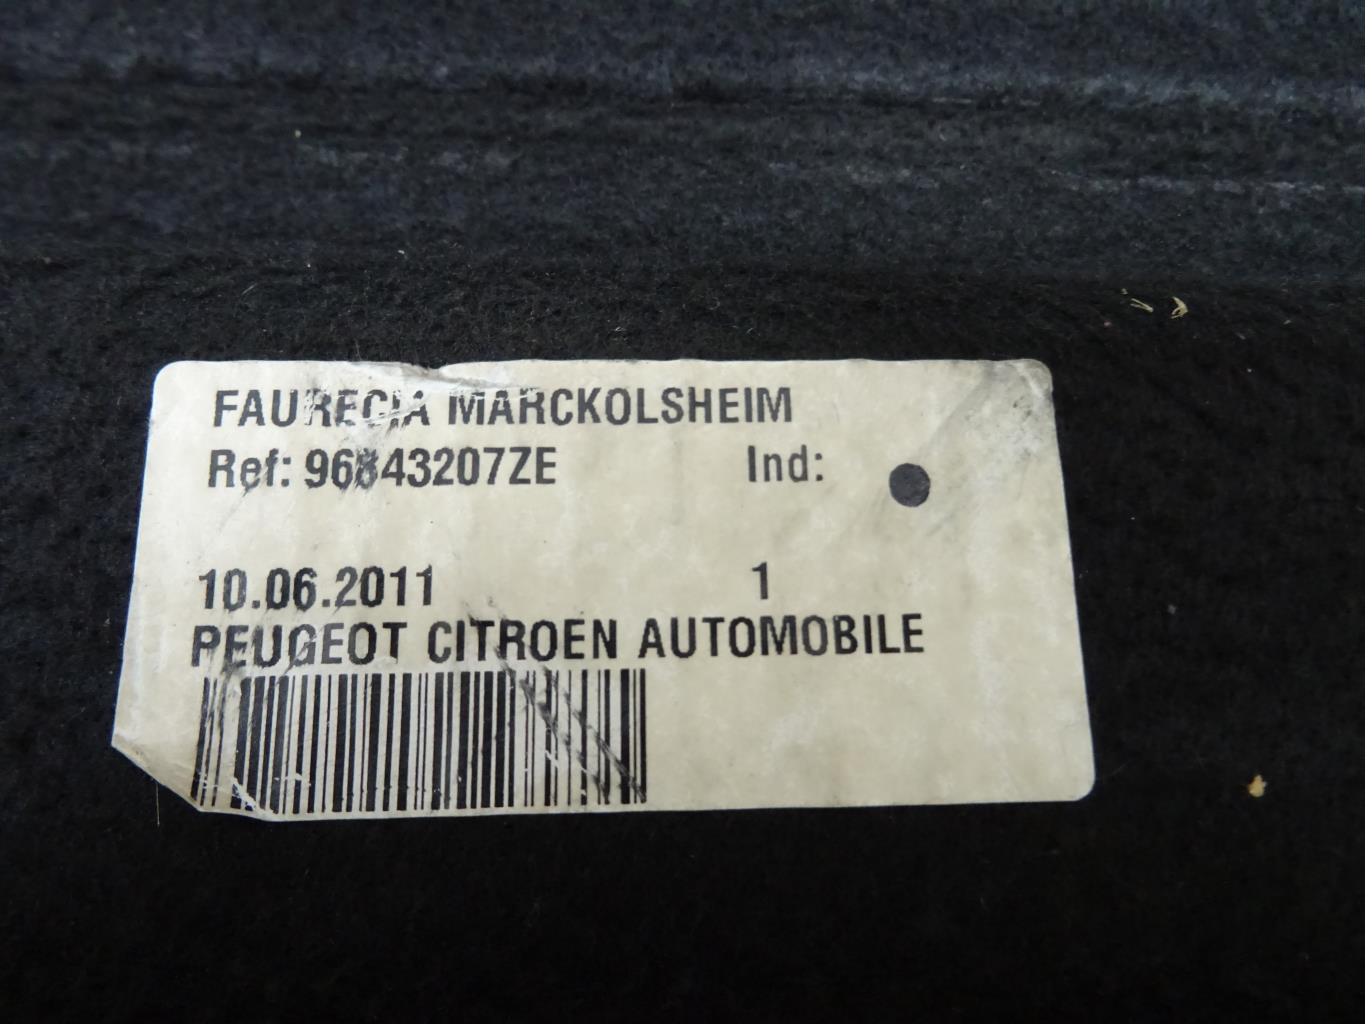 FAURECIA MARCKOLSHEIM
Ref: 96843207ZE Ind:
10.06.2011 1
PEUGEOT CITROEN AUTOMOBILE